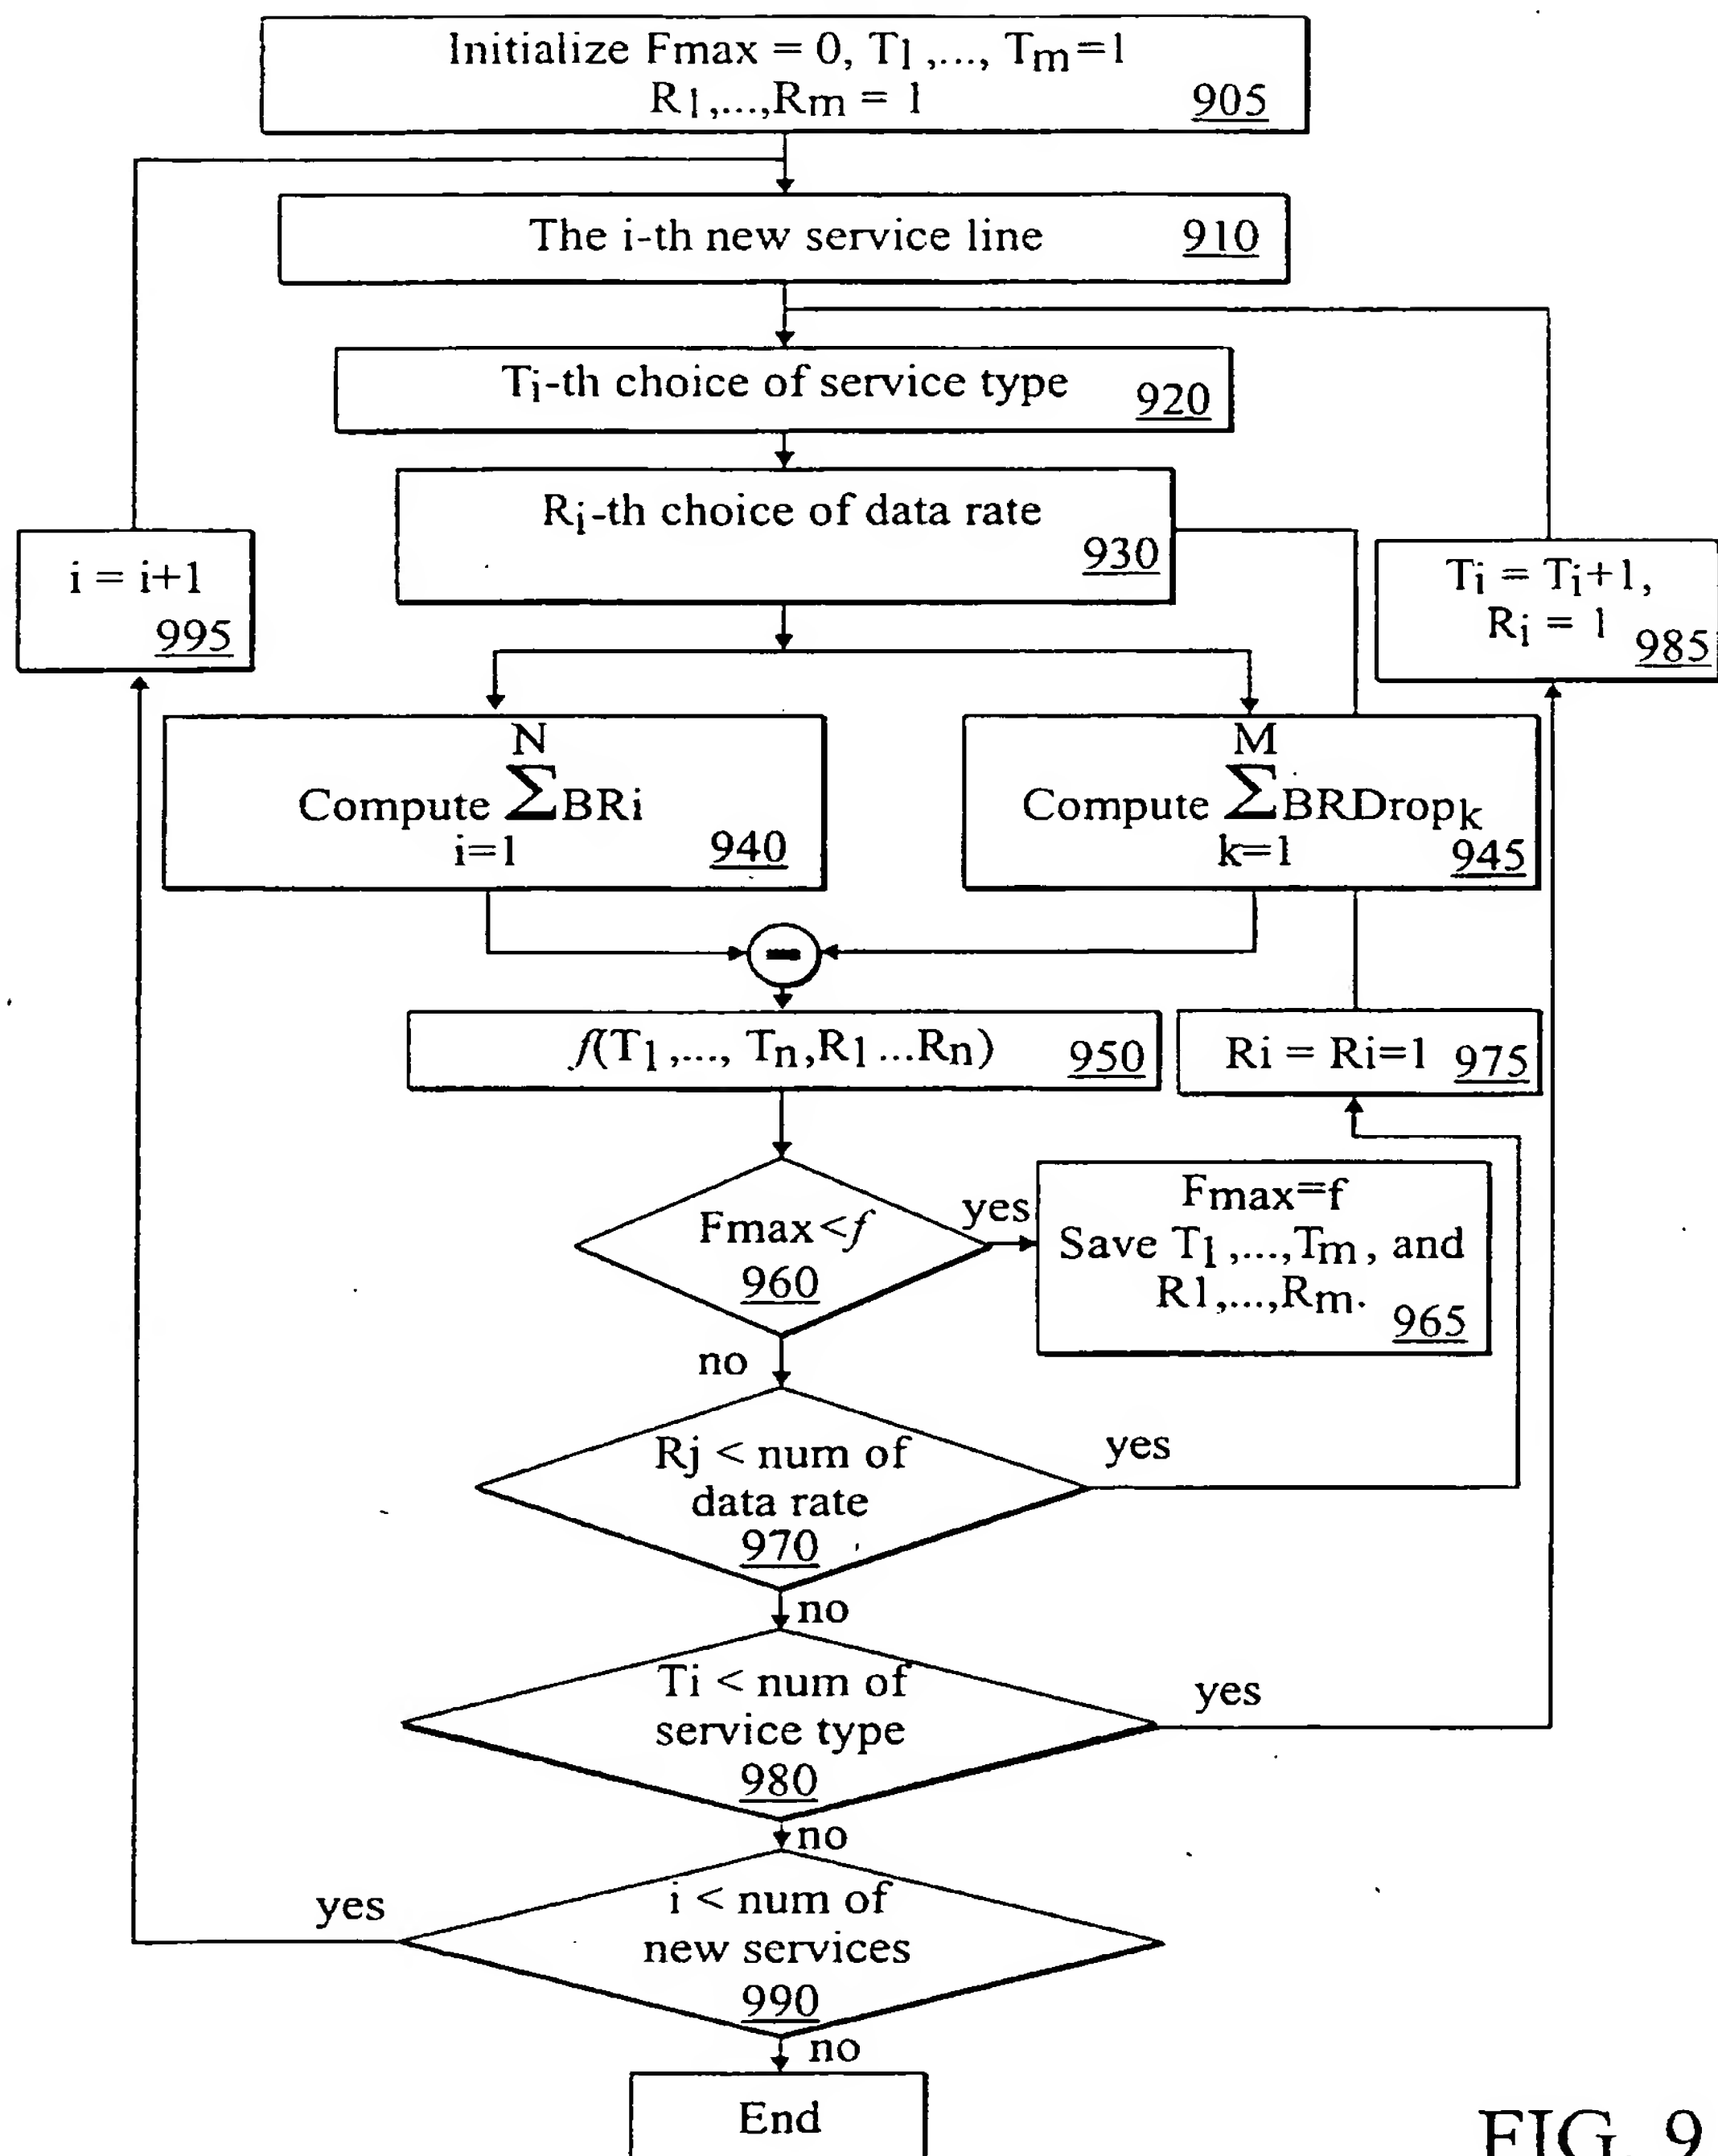 Initialize Fmax = 0, T1 ,..., Tm=1
R1,...,Rm = 1 905
The i-th new service line 910
Ti-th choice of service type 920
Ri-th choice of data rate
930
i = i+1
995
Ti = Ti+1,
Ri = 1 985
N
Compute ΣBRi
i=1 940
M
Compute ΣBRDropk
k=1 945
−
f(T1 ,..., Tn,R1 ...Rn) 950
Ri = Ri=1 975
Fmax<f
960
yes
Fmax=f
Save T1 ,...,Tm, and
R1,...,Rm.
965
no
Rj < num of
data rate
970
yes
no
Ti < num of
service type
980
yes
no
i < num of
new services
990
yes
no
End
FIG. 9